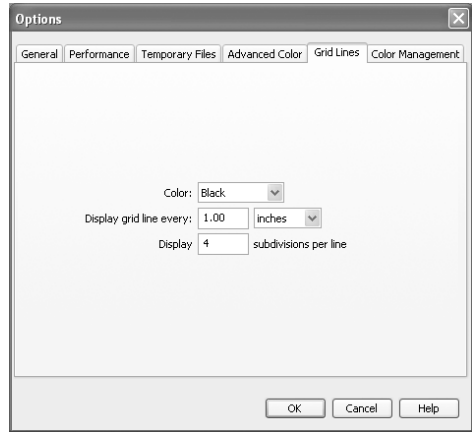 Options
General Performance Temporary Files Advanced Color Grid Lines Color Management
Color: Black
Display grid line every: 1.00 inches
Display 4 subdivisions per line
OK Cancel Help